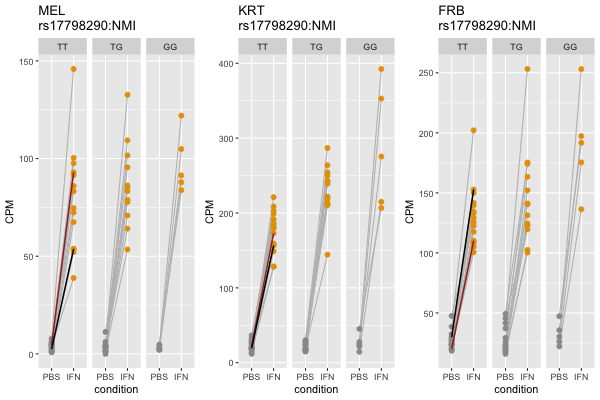 MEL
rs17798290:NMI
TT TG GG
150
100
50
0
CPM
PBS IFN PBS IFN PBS IFN
condition
KRT
rs17798290:NMI
TT TG GG
400
300
200
100
0
CPM
PBS IFN PBS IFN PBS IFN
condition
FRB
rs17798290:NMI
TT TG GG
250
200
150
100
50
CPM
PBS IFN PBS IFN PBS IFN
condition